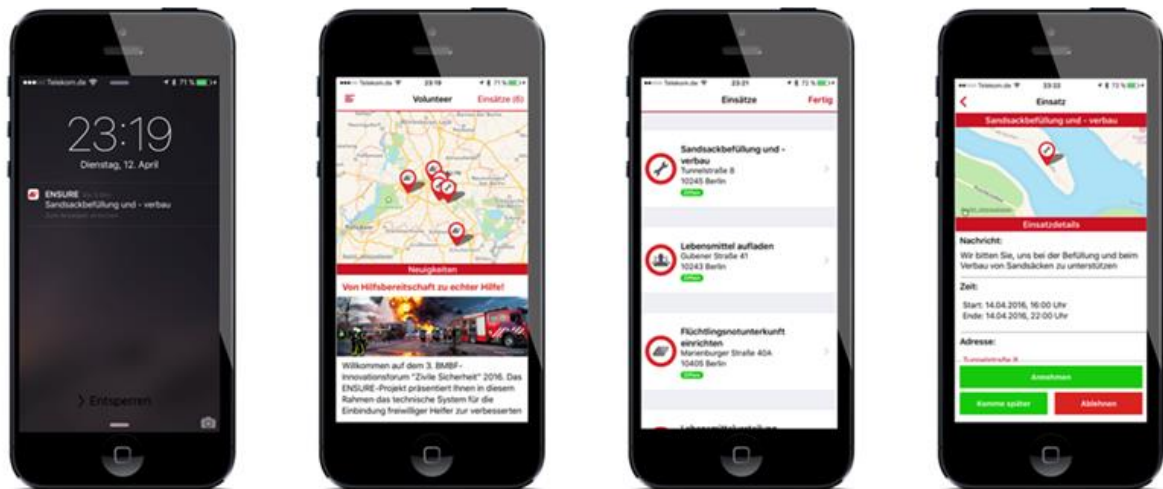 Telekom.de 71 %
23:19
Dienstag, 12. April
ENSURE
Sandsackbefüllung und - verbau
> Entsperren
Telekom.de 23:19 71 %
Volunteer Einsätze (6)
Neuigkeiten
Von Hilfsbereitschaft zu echter Hilfe!
Willkommen auf dem 3. BMBF-
Innovationsforum "Zivile Sicherheit" 2016. Das
ENSURE-Projekt präsentiert Ihnen in diesem
Rahmen das technische System für die
Einbindung freiwilliger Helfer zur verbesserten
Telekom.de 23:21 72 %
Einsätze Fertig
Sandsackbefüllung und -
verbau
Tunnelstraße 8
10245 Berlin
Offen
Lebensmittel aufladen
Gubener Straße 41
10243 Berlin
Offen
Flüchtlingsnotunterkunft
einrichten
Marienburger Straße 40A
10405 Berlin
Offen
Lebensmittelverteilung
Telekom.de 23:22 72 %
Einsatz
Sandsackbefüllung und - verbau
Einsatzdetails
Nachricht:
Wir bitten Sie, uns bei der Befüllung und beim
Verbau von Sandsäcken zu unterstützen
Zeit:
Start: 14.04.2016, 16:00 Uhr
Ende: 14.04.2016, 22:00 Uhr
Adresse:
Tunnelstraße 8
Annehmen
Komme später Ablehnen